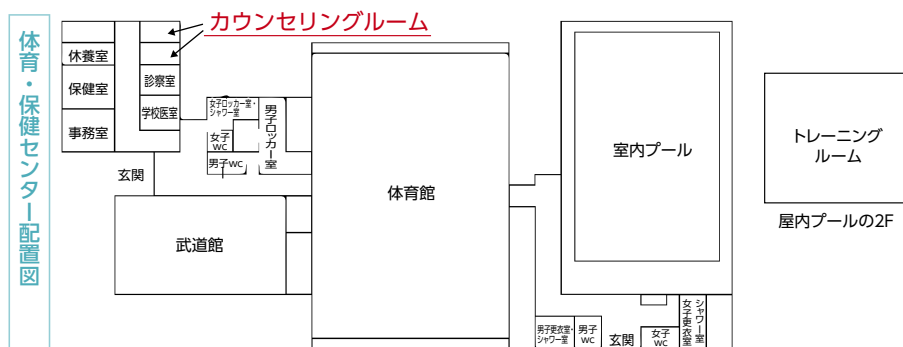 体育・保健センター配置図
カウンセリングルーム
休養室
保健室
事務室
診察室
学校医室
玄関
女子ロッカー室・
シャワー室
女子
WC
男子WC
男子ロッカー室
武道館
体育館
室内プール
トレーニング
ルーム
屋内プールの2F
男子更衣室・
シャワー室
男子
WC
玄関
女子
WC
女子更衣室
シャワー室